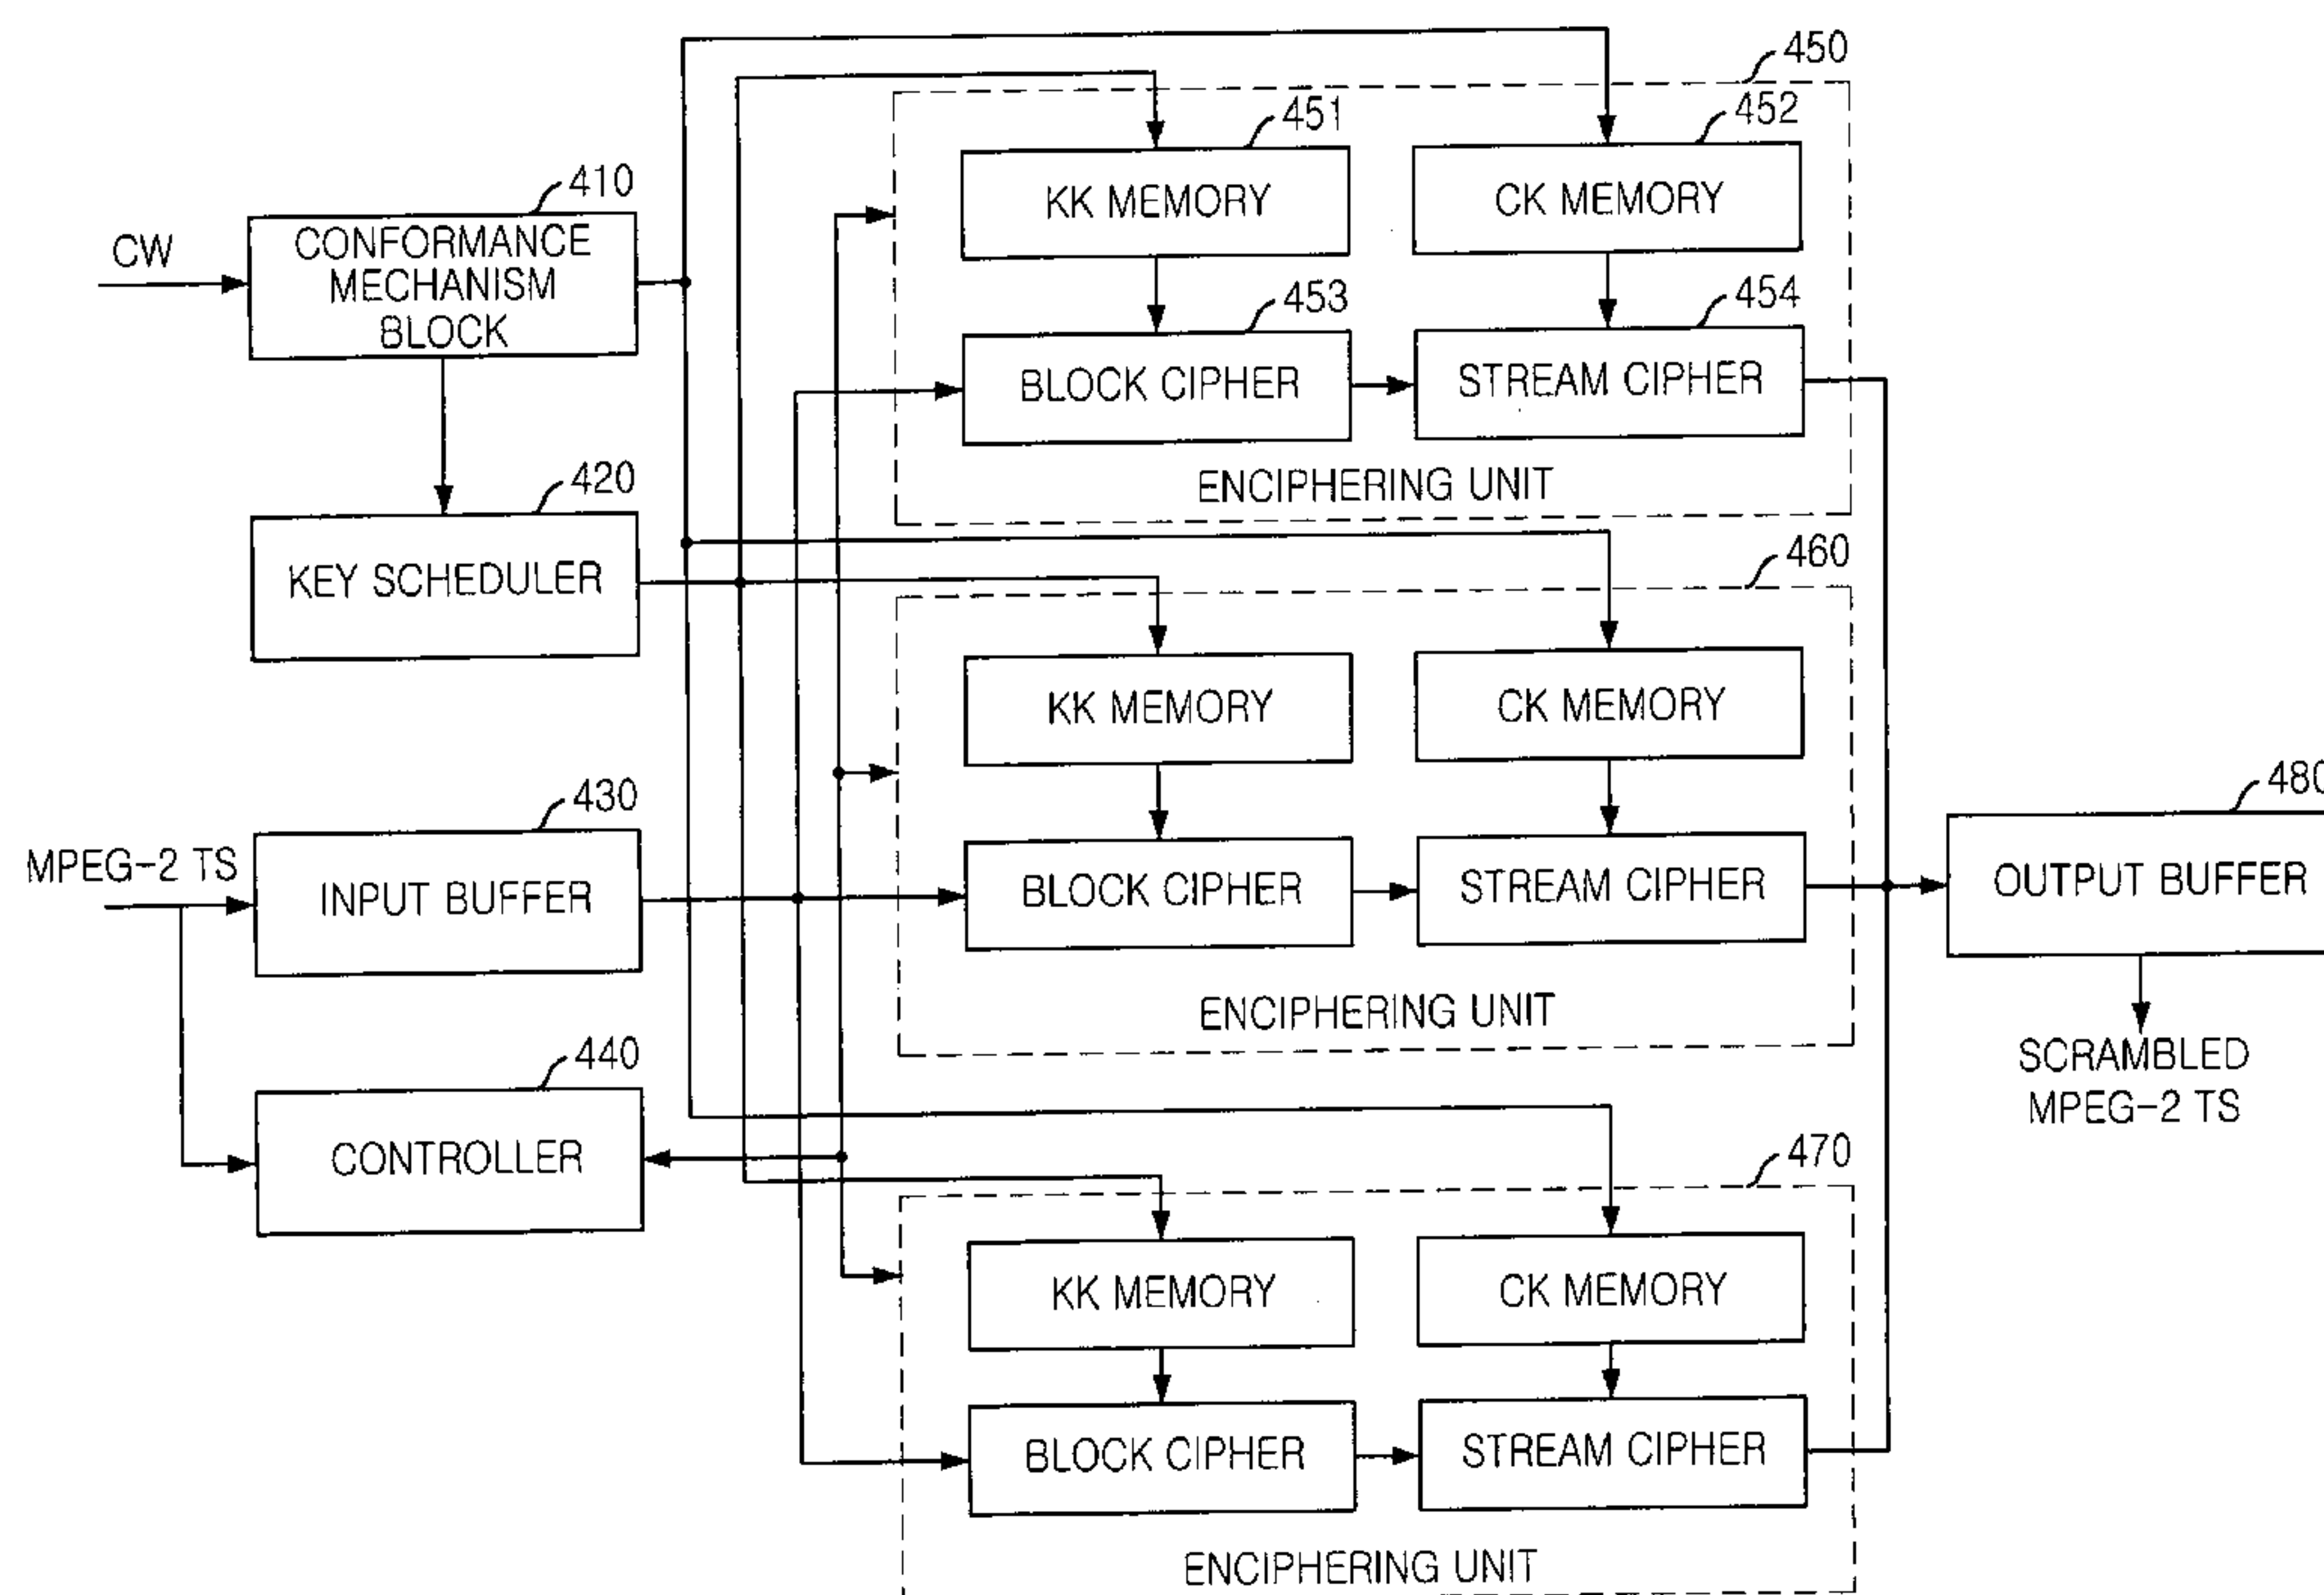 450
451
452
KK MEMORY
CK MEMORY
410
CW
CONFORMANCE
MECHANISM
BLOCK
453
454
BLOCK CIPHER
STREAM CIPHER
ENCIPHERING UNIT
420
KEY SCHEDULER
460
KK MEMORY
CK MEMORY
430
MPEG-2 TS
INPUT BUFFER
BLOCK CIPHER
STREAM CIPHER
ENCIPHERING UNIT
480
OUTPUT BUFFER
SCRAMBLED
MPEG-2 TS
440
CONTROLLER
470
KK MEMORY
CK MEMORY
BLOCK CIPHER
STREAM CIPHER
ENCIPHERING UNIT